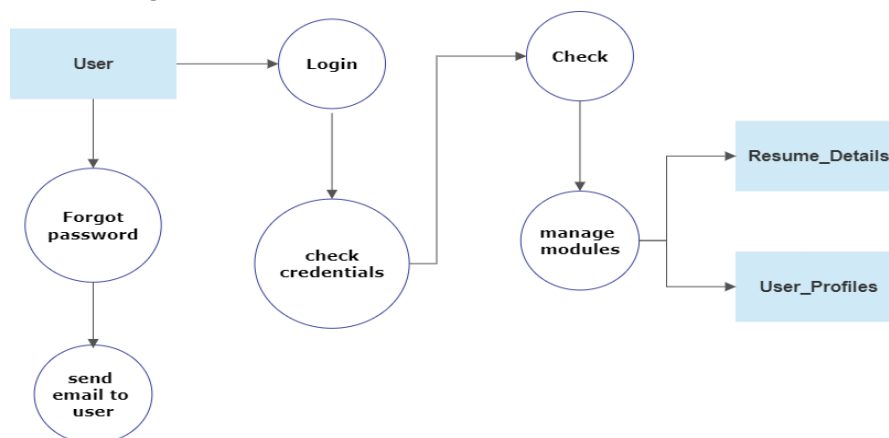 User
Login
Check
Resume_Details
Forgot
password
check
credentials
manage
modules
User_Profiles
send
email to
user